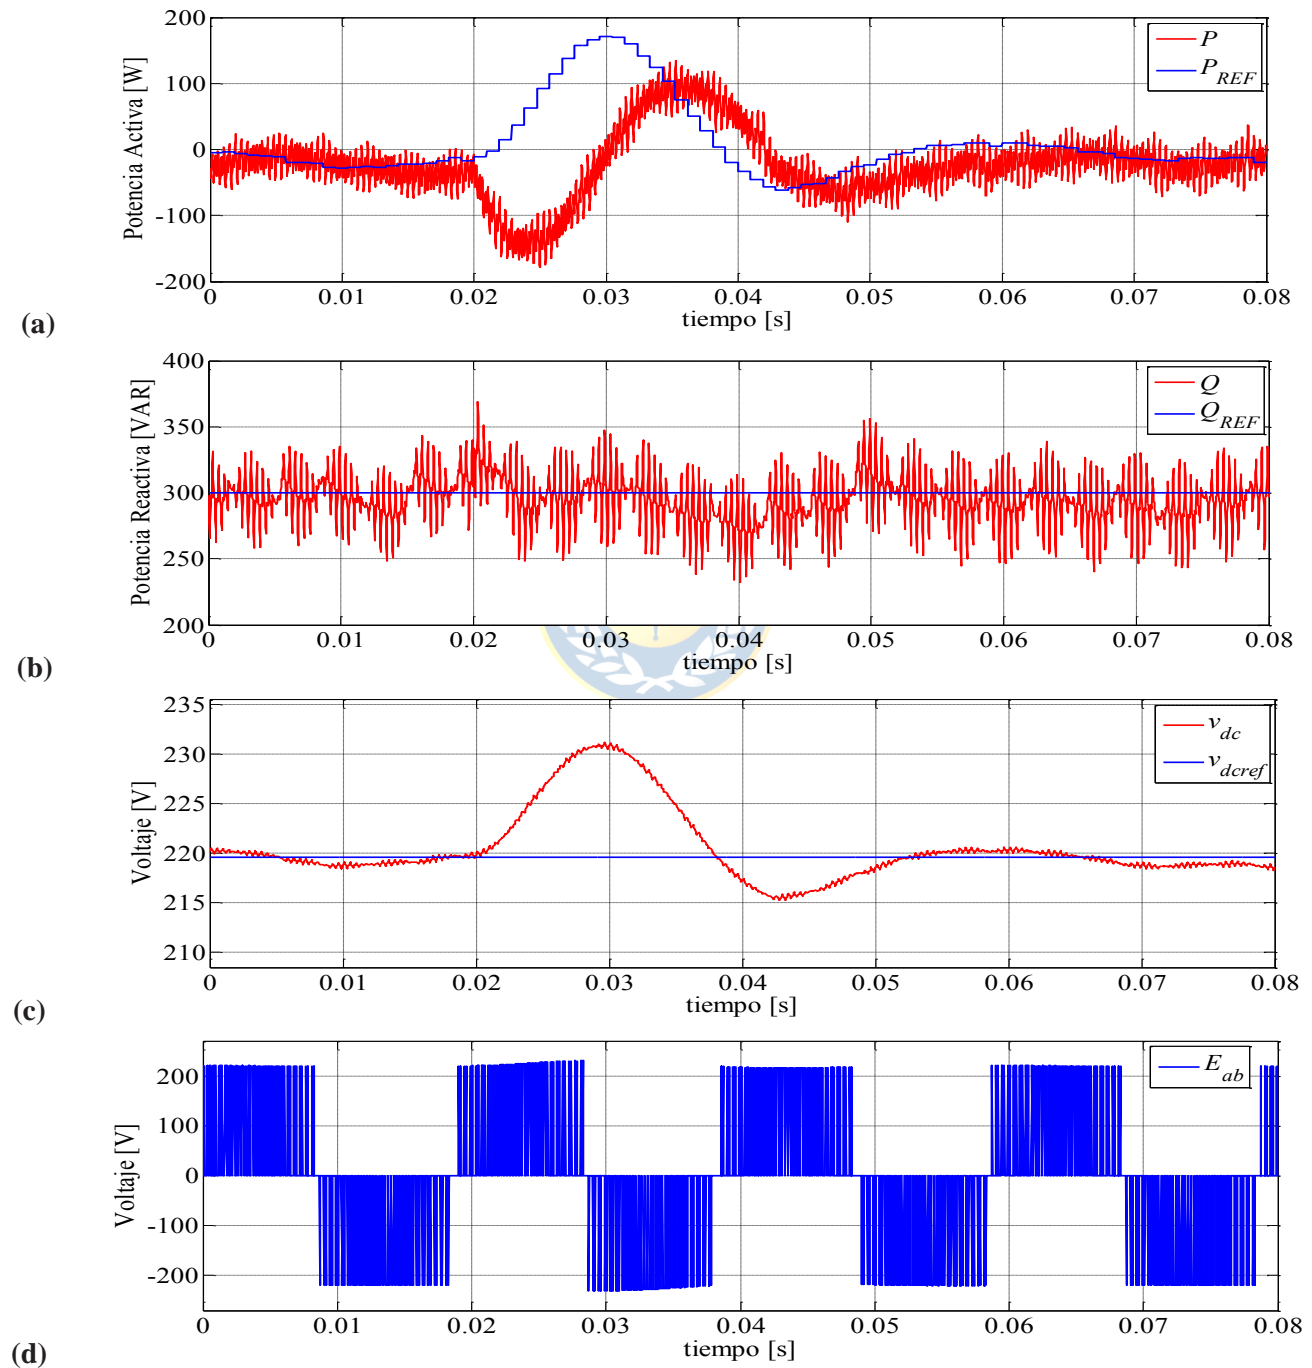 200
100
0
-100
-200
Potencia Activa [W]
P
P_REF
0 0.01 0.02 0.03 0.04 0.05 0.06 0.07 0.08
tiempo [s]
(a)
400
350
300
250
200
Potencia Reactiva [VAR]
Q
Q_REF
0 0.01 0.02 0.03 0.04 0.05 0.06 0.07 0.08
tiempo [s]
(b)
235
230
220
215
210
Voltaje [V]
v_dc
v_dcref
0 0.01 0.02 0.03 0.04 0.05 0.06 0.07 0.08
tiempo [s]
(c)
200
100
0
-100
-200
Voltaje [V]
E_ab
0 0.01 0.02 0.03 0.04 0.05 0.06 0.07 0.08
tiempo [s]
(d)